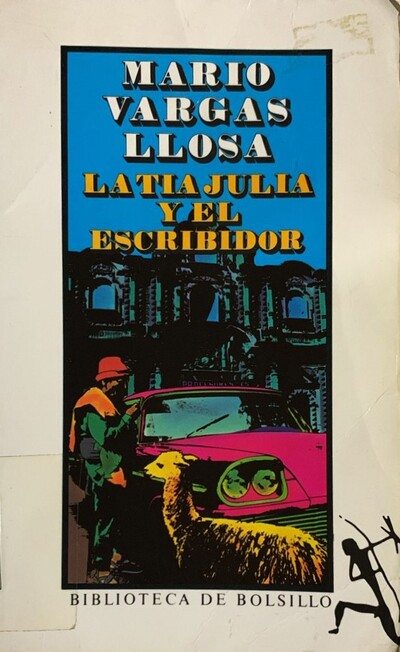 MARIO
VARGAS
LLOSA
LA TIA JULIA
Y EL
ESCRIBIDOR
BIBLIOTECA DE BOLSILLO